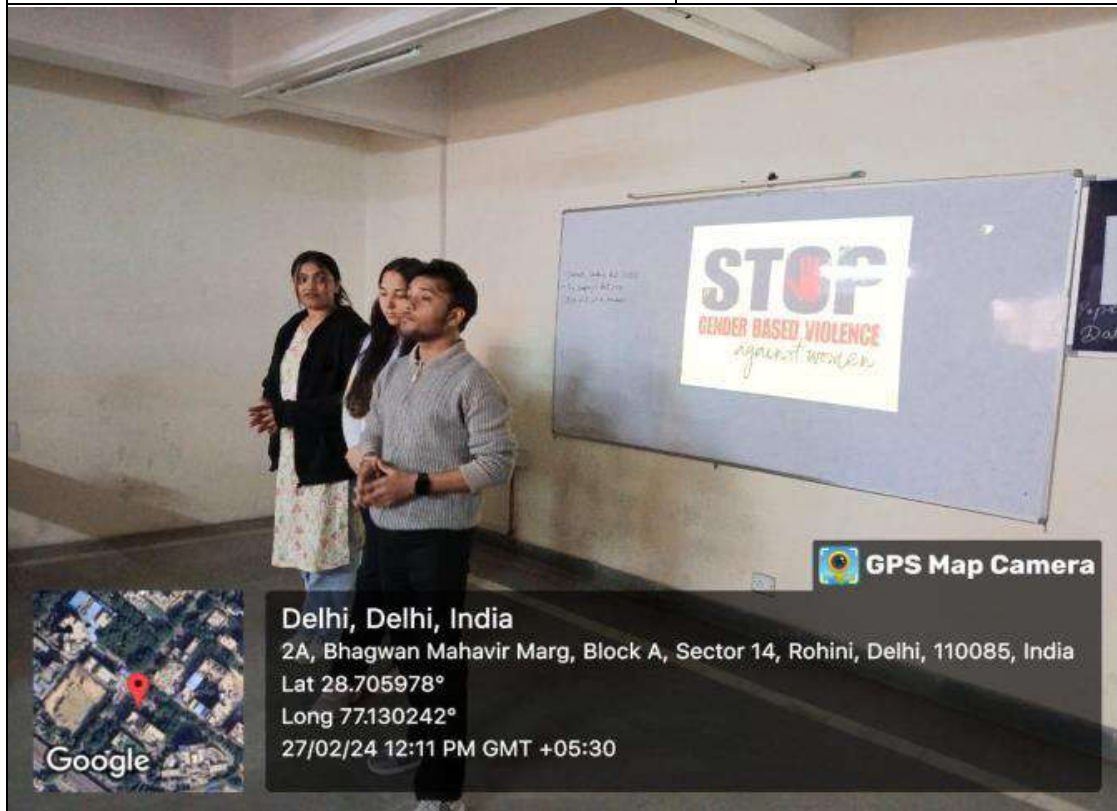 STOP
GENDER BASED VIOLENCE
against women
GPS Map Camera
Delhi, Delhi, India
2A, Bhagwan Mahavir Marg, Block A, Sector 14, Rohini, Delhi, 110085, India
Lat 28.705978°
Long 77.130242°
27/02/24 12:11 PM GMT +05:30
Google